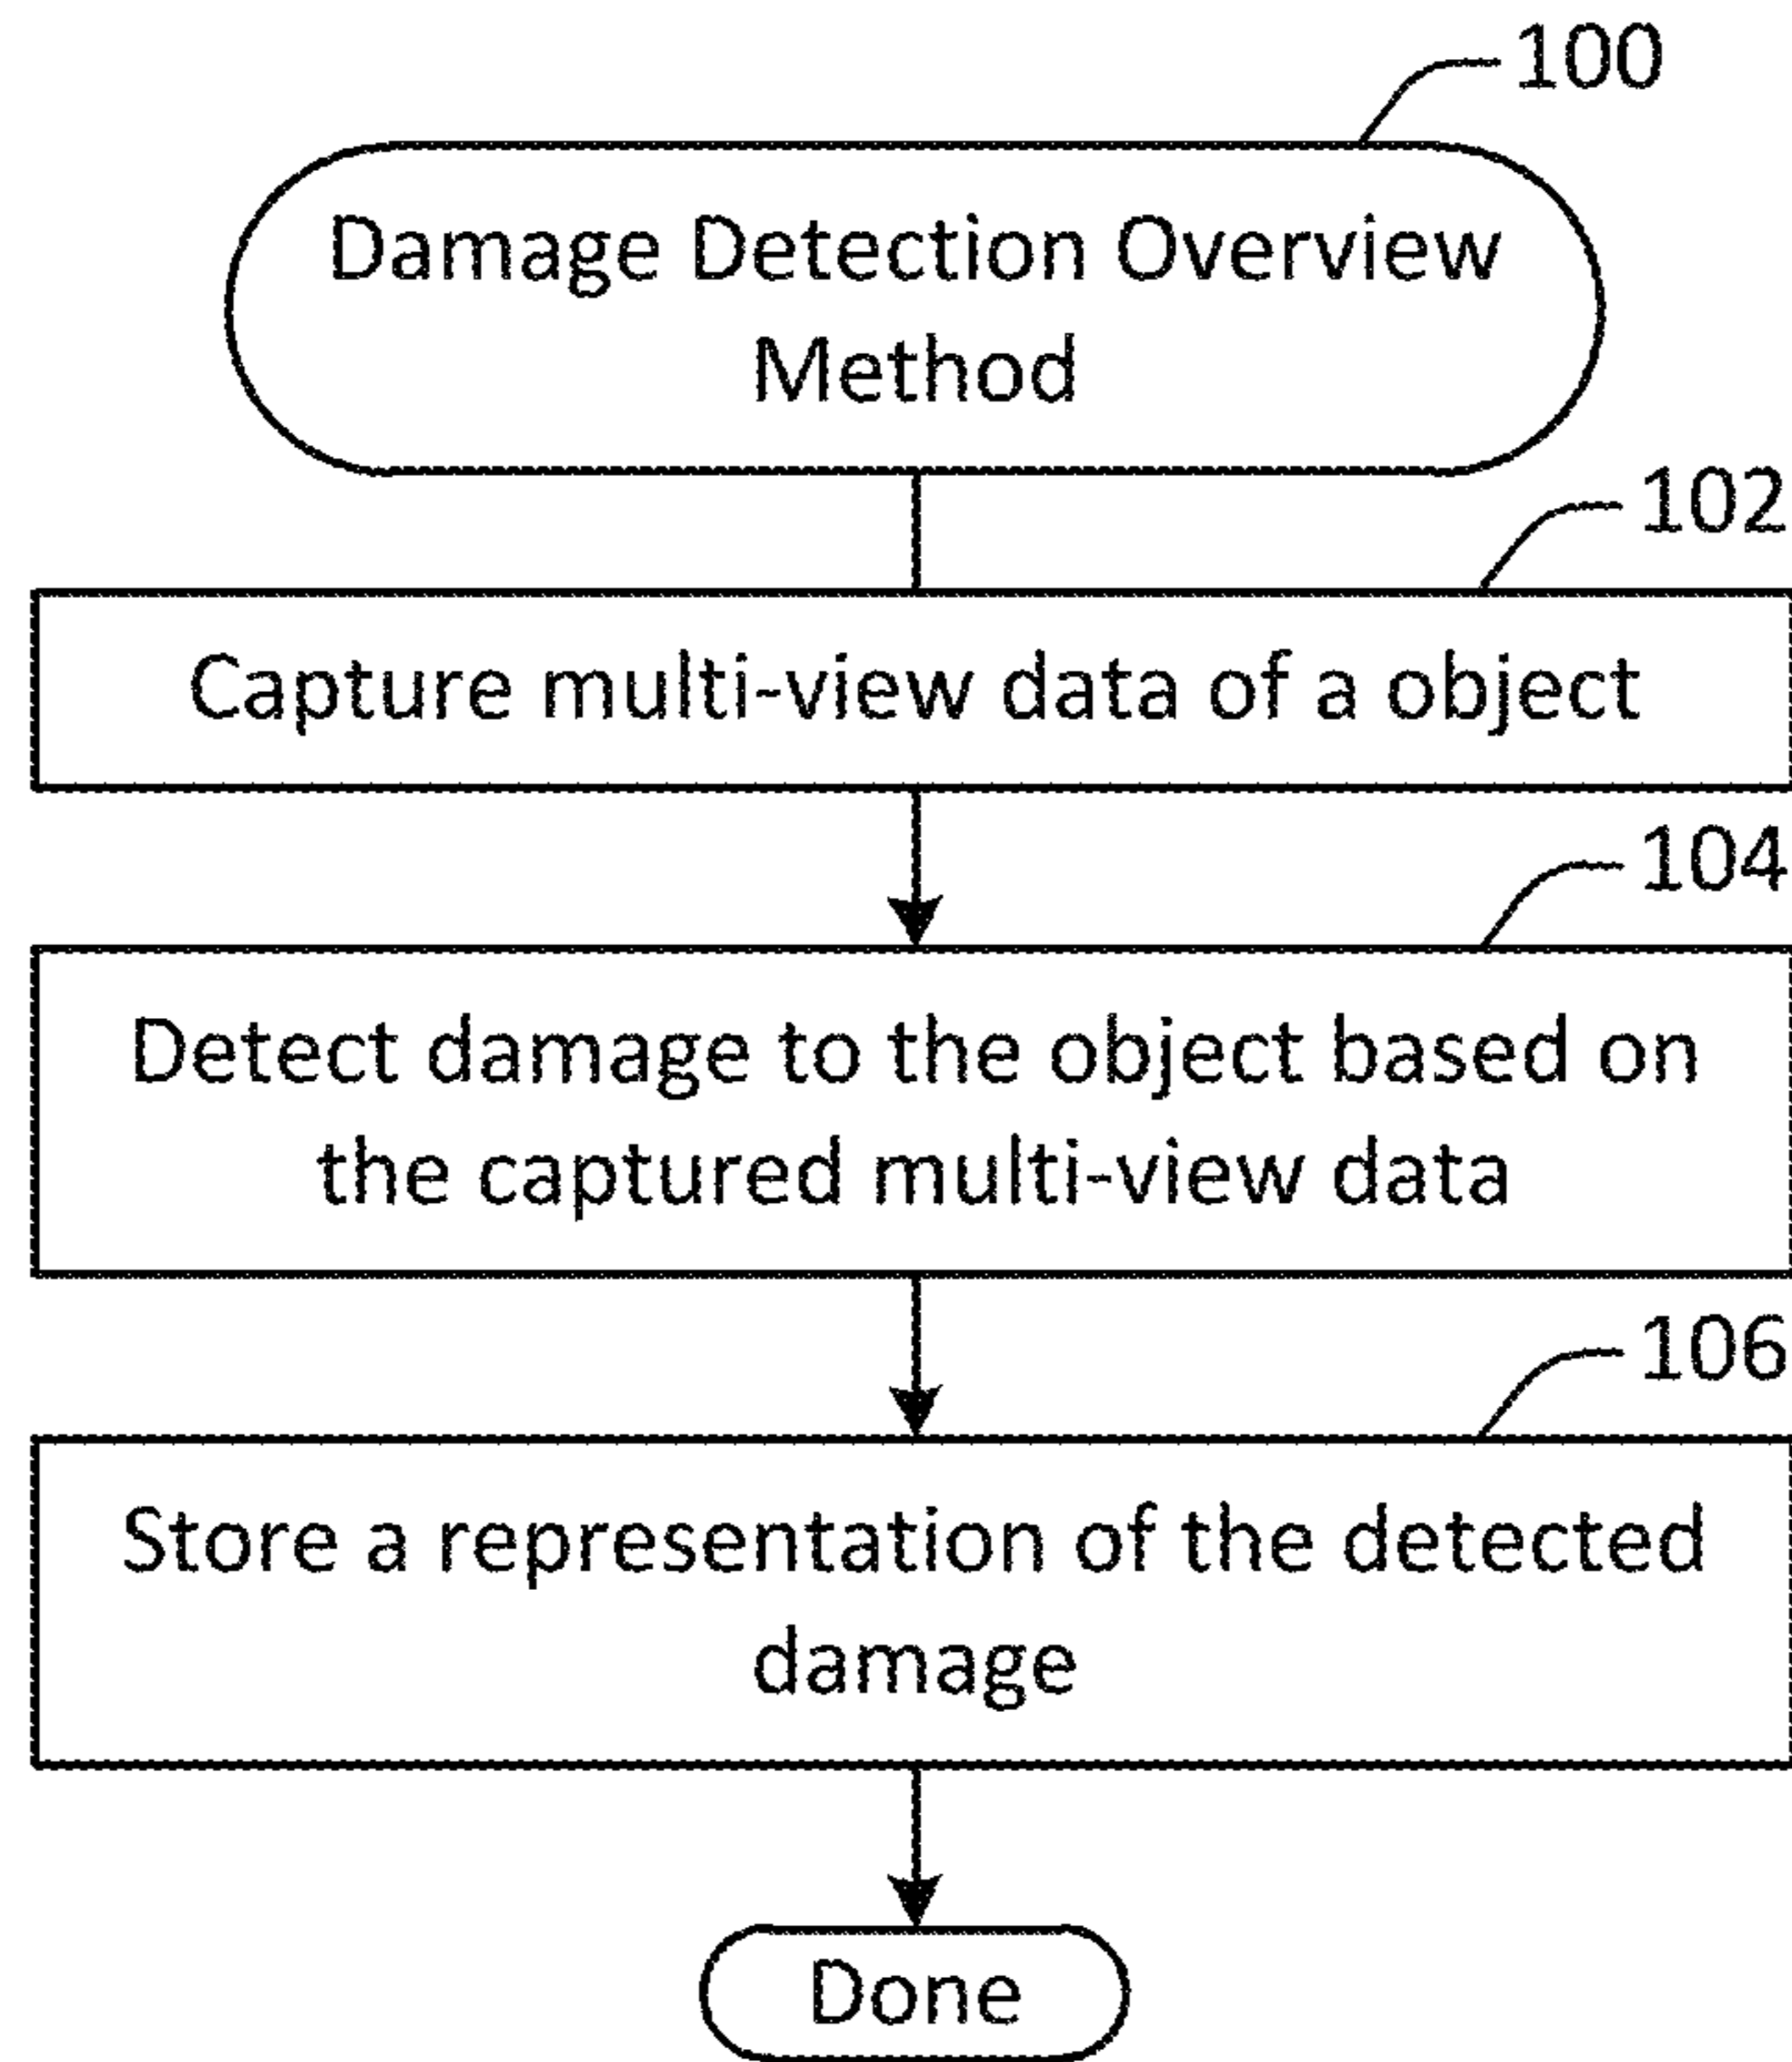 100
Damage Detection Overview
Method
102
Capture multi-view data of a object
104
Detect damage to the object based on
the captured multi-view data
106
Store a representation of the detected
damage
Done